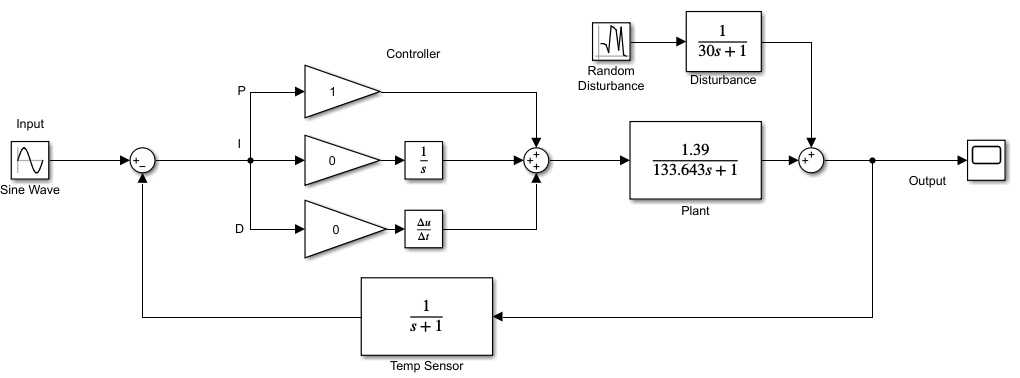 Input
Sine Wave
+
−
Controller
P
I
D
1
0
0
1
s
Δu
Δt
+
+
+
1.39
133.643s + 1
Plant
Random
Disturbance
1
30s + 1
Disturbance
+
+
Output
1
s + 1
Temp Sensor